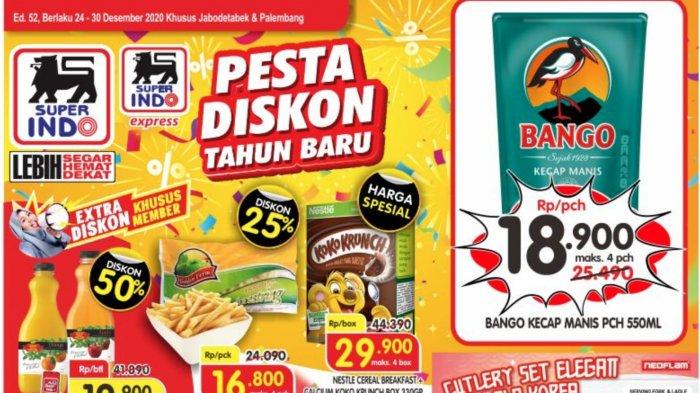 Ed. 52, Berlaku 24 - 30 Desember 2020 Khusus Jabodetabek & Palembang
SUPER
INDO
SUPER
INDO
express
LEBIH SEGAR
HEMAT
DEKAT
PESTA
DISKON
TAHUN BARU
EXTRA
DISKON
KHUSUS
MEMBER
DISKON
50%
DISKON
25%
HARGA
SPESIAL
Nestle
KOKO KRUNCH
Rp/btl
41.890
Rp/pck
24.090
16.800
maks. 4 pck
Rp/box
44.390
29.900
maks. 4 box
NESTLE CEREAL BREAKFAST +
CALCIUM KOKO KRUNCH BOX 330GR
BANGO
Sejak 1928
KECAP MANIS
Rp/pch
18.900
maks. 4 pch
25.490
BANGO KECAP MANIS PCH 550ML
NEOFLAM
CUTLERY SET ELEGAN